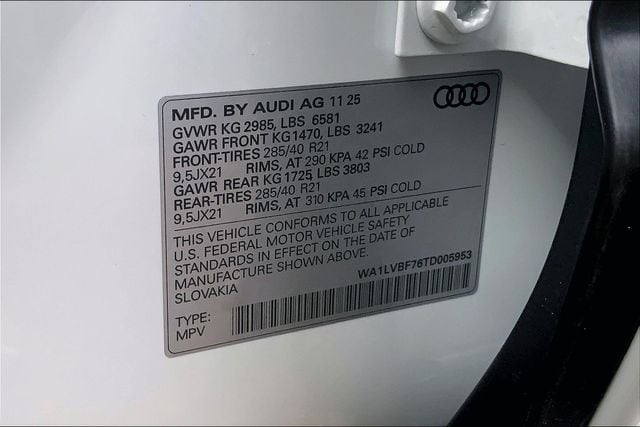 MFD. BY AUDI AG 11 25
GVWR KG 2985, LBS 6581
GAWR FRONT KG1470, LBS 3241
FRONT-TIRES 285/40 R21
9,5JX21 RIMS, AT 290 KPA 42 PSI COLD
GAWR REAR KG 1725, LBS 3803
REAR-TIRES 285/40 R21
9,5JX21 RIMS, AT 310 KPA 45 PSI COLD
THIS VEHICLE CONFORMS TO ALL APPLICABLE
U.S. FEDERAL MOTOR VEHICLE SAFETY
STANDARDS IN EFFECT ON THE DATE OF
MANUFACTURE SHOWN ABOVE.
SLOVAKIA
WA1LVBF76TD005953
TYPE:
MPV